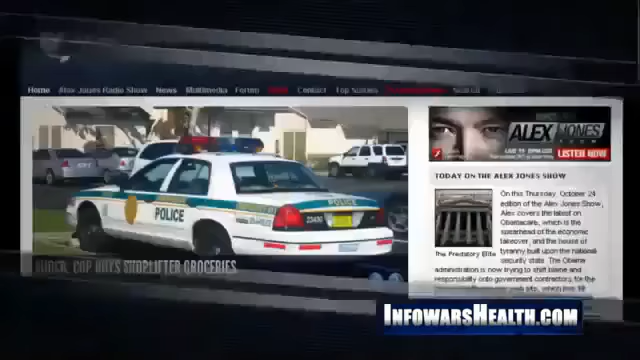 Home Alex Jones Radio Show News Multimedia Forum Contact Top Stories Search
ALEX JONES
LISTEN NOW
TODAY ON THE ALEX JONES SHOW
On this Thursday, October 24
edition of the Alex Jones Show,
Alex covers the latest on
Obamacare, which is the
spearhead of the economic
takeover, and the house of
tyranny built upon the national
security state. The Obama
administration is now trying to shift blame and
responsibility onto government contractors for the
The Predatory Elite
POLICE
POLICE
COP BUYS SHOPLIFTER GROCERIES
INFOWARSHEALTH.COM